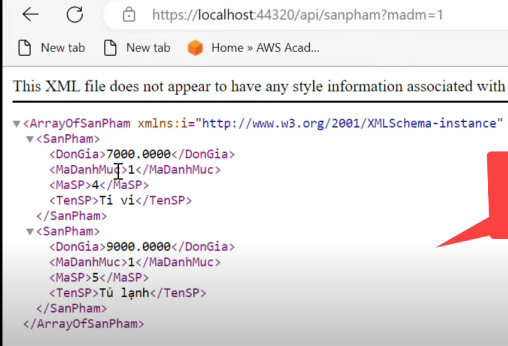 https://localhost:44320/api/sanpham?madm=1
New tab
New tab
Home » AWS Acad...
This XML file does not appear to have any style information associated with
<ArrayOfSanPham xmlns:i="http://www.w3.org/2001/XMLSchema-instance"
<SanPham>
<DonGia>7000.0000</DonGia>
<MaDanhMuc>1</MaDanhMuc>
<MaSP>4</MaSP>
<TenSP>Ti vi</TenSP>
</SanPham>
<SanPham>
<DonGia>9000.0000</DonGia>
<MaDanhMuc>1</MaDanhMuc>
<MaSP>5</MaSP>
<TenSP>Tủ lạnh</TenSP>
</SanPham>
</ArrayOfSanPham>